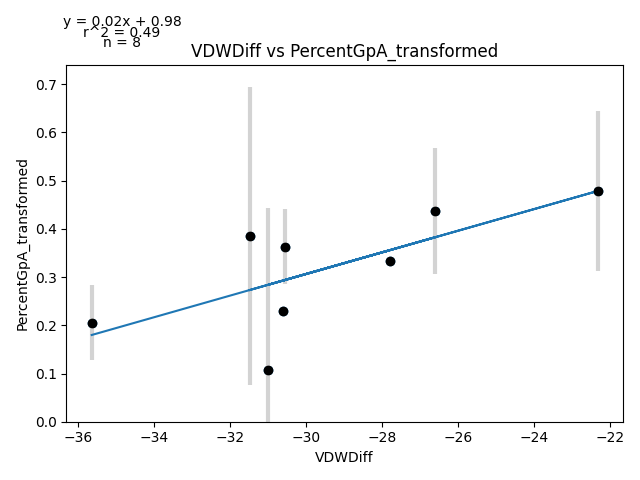 y = 0.02x + 0.98
r^2 = 0.49
n = 8
VDWDiff vs PercentGpA_transformed
PercentGpA_transformed
0.7
0.6
0.5
0.4
0.3
0.2
0.1
0.0
−36 −34 −32 −30 −28 −26 −24 −22
VDWDiff